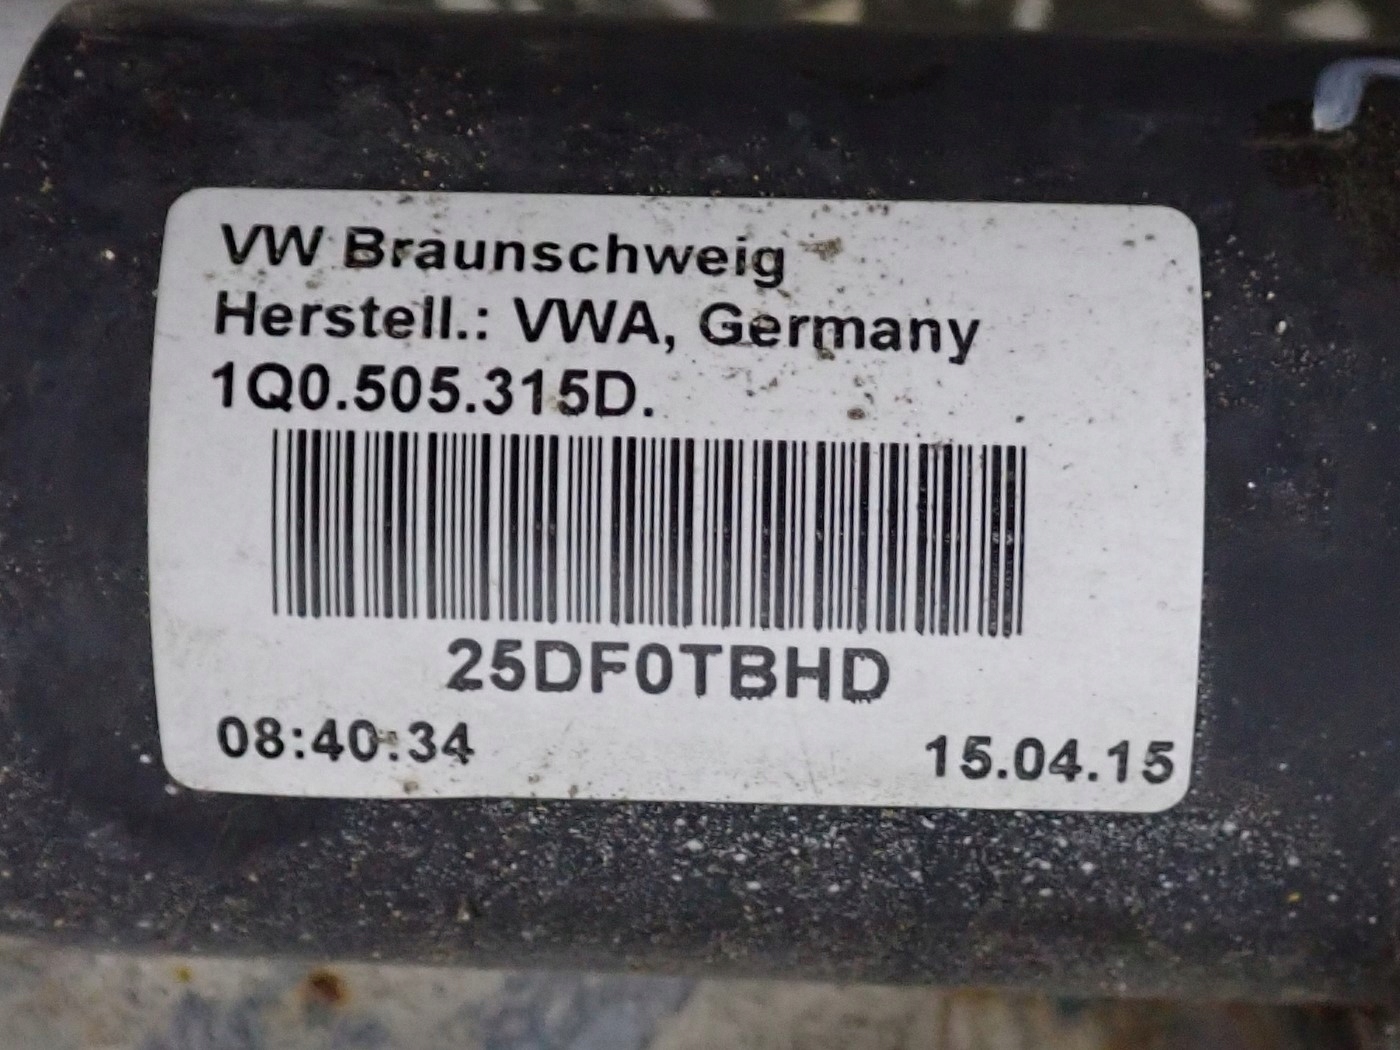 VW Braunschweig
Herstell.: VWA, Germany
1Q0.505.315D.
25DF0TBHD
08:40:34 15.04.15